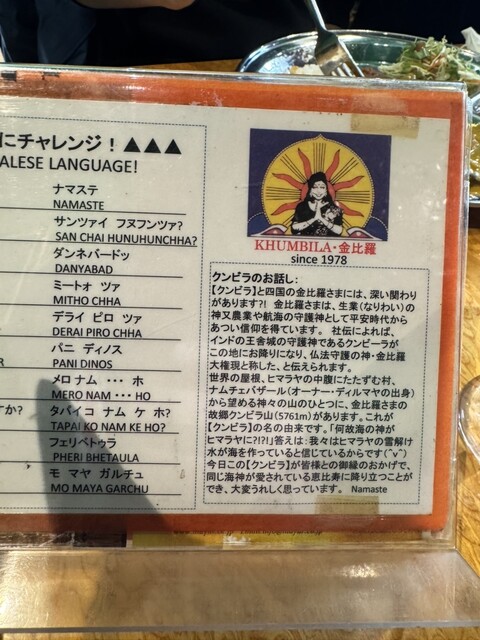 にチャレンジ！▲▲▲
ALESE LANGUAGE!
ナマステ
NAMASTE
サンツァイ フヌフンツァ?
SAN CHAI HUNUHUNCHHA?
ダンネバードッ
DANYABAD
ミートォ ツァ
MITHO CHHA
デライ ピロ ツァ
DERAI PIRO CHHA
パニ ディノス
PANI DINOS
メロ ナム ・・・ ホ
MERO NAM ··· HO
すか?
タパイコ ナム ケ ホ?
TAPAI KO NAM KE HO?
フェリベトゥラ
PHERI BHETAULA
モ マヤ ガルチュ
MO MAYA GARCHU
KHUMBILA・金比羅
since 1978
クンビラのお話し：
【クンビラ】と四国の金比羅さまには、深い関わり
があります?! 金比羅さまは、生業（なりわい）の
神又農業や航海の守護神として平安時代から
あつい信仰を得ています。 社伝によれば、
インドの王舎城の守護神であるクンビーラが
この地にお降りになり、仏法守護の神・金比羅
大権現と称した、と伝えられます。
世界の屋根、ヒマラヤの中腹にたたずむ村、
ナムチェバザール（オーナー・ディルマヤの出身）
から望める神々の山のひとつに、金比羅さまの
故郷クンビラ山（5761m）があります。これが
【クンビラ】の名の由来です。「何故海の神が
ヒマラヤに?!?!」答えは：我々はヒマラヤの雪解け
水が海を作っていると信じているからです（^v^）
今日この【クンビラ】が皆様との御縁のおかげで、
同じ海神が愛されている恵比寿に降り立つことが
でき、大変うれしく思っています。 Namaste